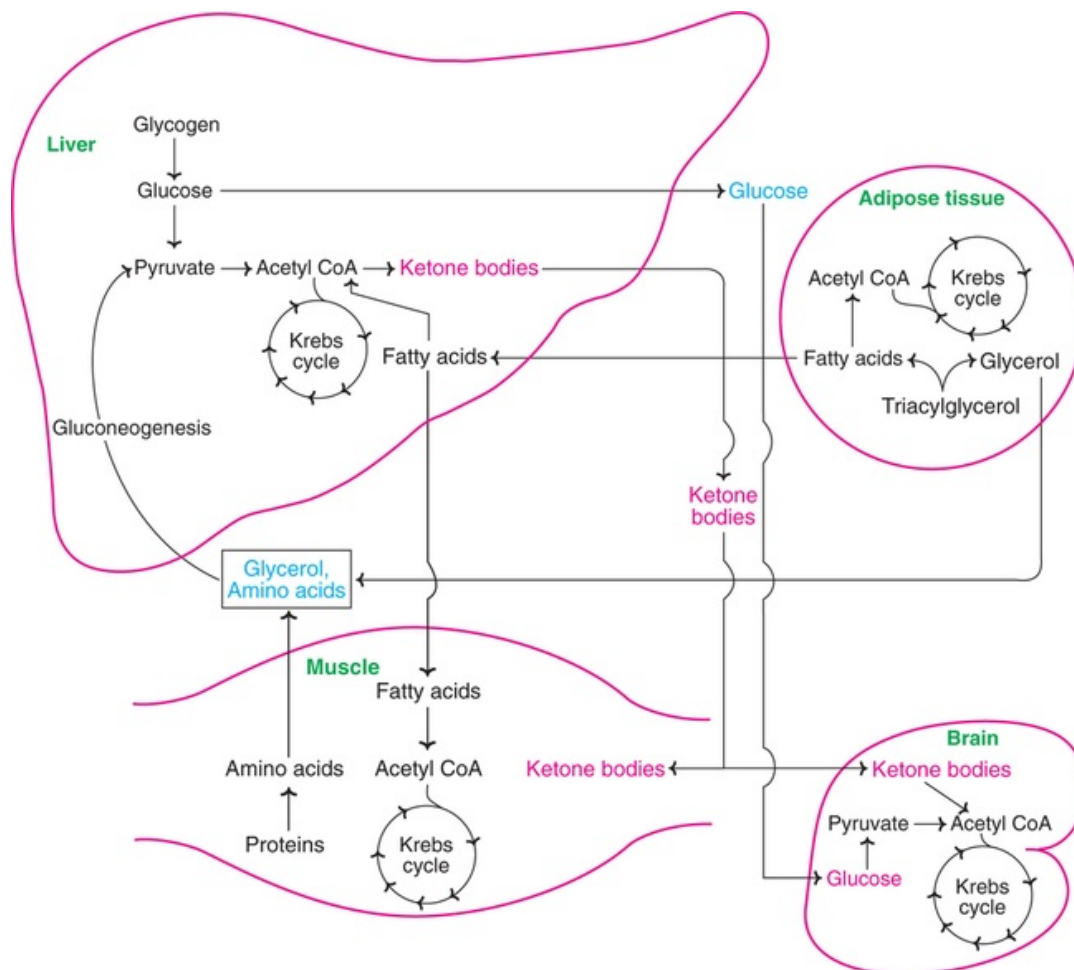 Liver
Glycogen
Glucose
Glucose
Pyruvate
Acetyl CoA
Ketone bodies
Krebs
cycle
Fatty acids
Gluconeogenesis
Adipose tissue
Acetyl CoA
Krebs
cycle
Fatty acids
Glycerol
Triacylglycerol
Ketone
bodies
Glycerol,
Amino acids
Muscle
Fatty acids
Amino acids
Acetyl CoA
Ketone bodies
Proteins
Krebs
cycle
Brain
Ketone bodies
Pyruvate
Acetyl CoA
Glucose
Krebs
cycle